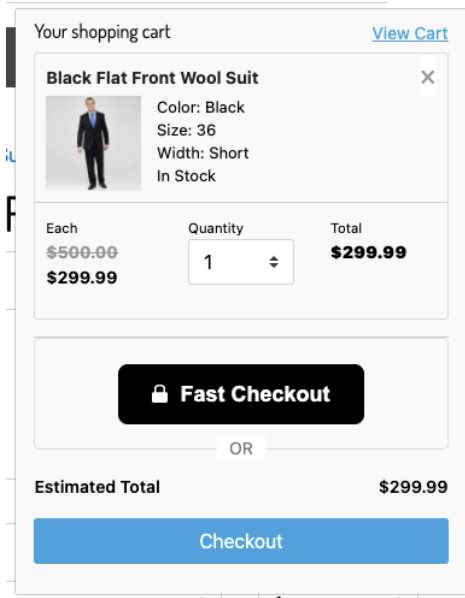 Your shopping cart
View Cart
Black Flat Front Wool Suit
×
Color: Black
Size: 36
Width: Short
In Stock
Each
Quantity
Total
$500.00
1
$299.99
$299.99
Fast Checkout
OR
Estimated Total
$299.99
Checkout